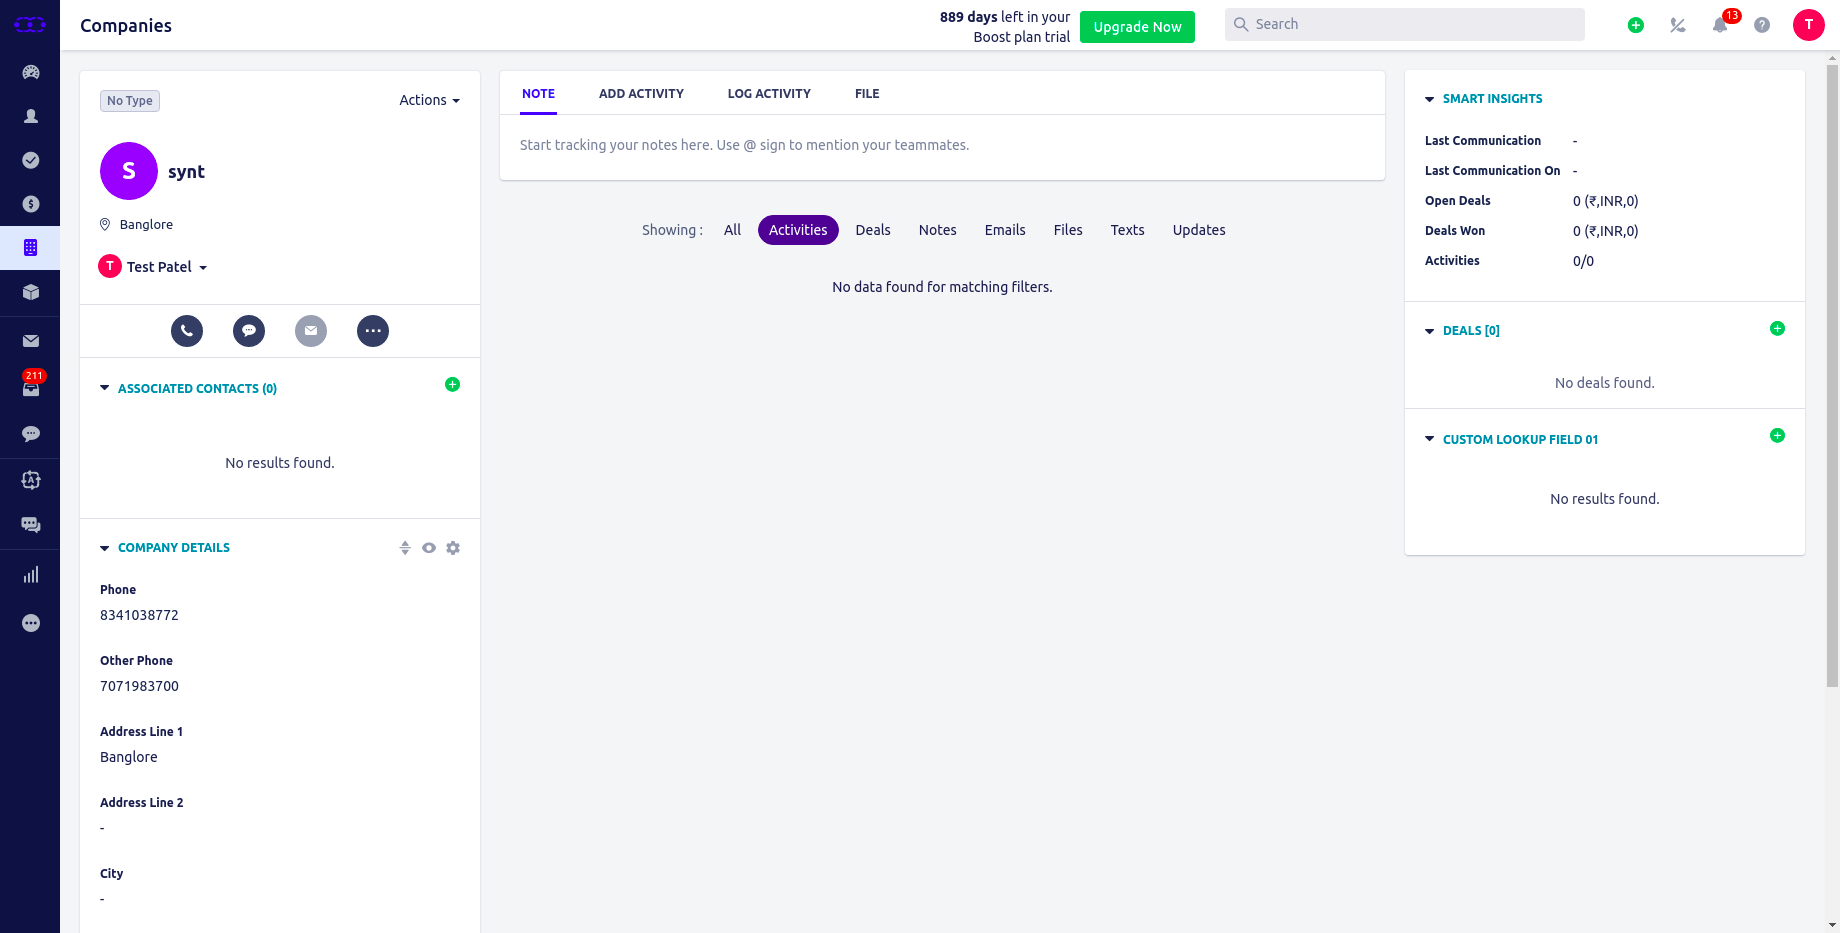 Companies
889 days left in your
Boost plan trial
Upgrade Now
Search
13
T
211
No Type
Actions
S
synt
Banglore
T
Test Patel
ASSOCIATED CONTACTS (0)
No results found.
COMPANY DETAILS
Phone
8341038772
Other Phone
7071983700
Address Line 1
Banglore
Address Line 2
-
City
-
NOTE
ADD ACTIVITY
LOG ACTIVITY
FILE
Start tracking your notes here. Use @ sign to mention your teammates.
Showing :
All
Activities
Deals
Notes
Emails
Files
Texts
Updates
No data found for matching filters.
SMART INSIGHTS
Last Communication -
Last Communication On -
Open Deals 0 (₹,INR,0)
Deals Won 0 (₹,INR,0)
Activities 0/0
DEALS [0]
No deals found.
CUSTOM LOOKUP FIELD 01
No results found.